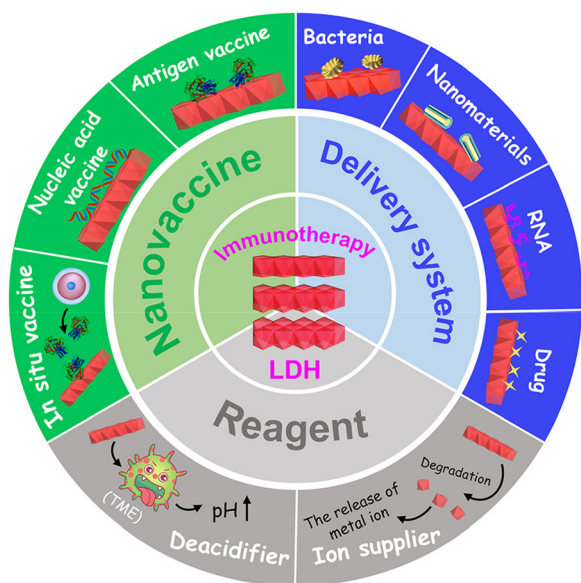 Immunotherapy
LDH
Nanovaccine
Delivery system
Reagent
In situ vaccine
Nucleic acid
vaccine
Antigen vaccine
Bacteria
Nanomaterials
RNA
Drug
Degradation
The release of
metal ion
Ion supplier
(TME)
pH ↑
Deacidifier